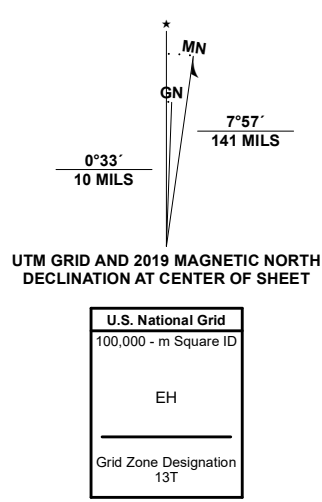 ★
MN
GN
7°57´
141 MILS
0°33´
10 MILS
UTM GRID AND 2019 MAGNETIC NORTH
DECLINATION AT CENTER OF SHEET
U.S. National Grid
100,000 - m Square ID
EH
Grid Zone Designation
13T